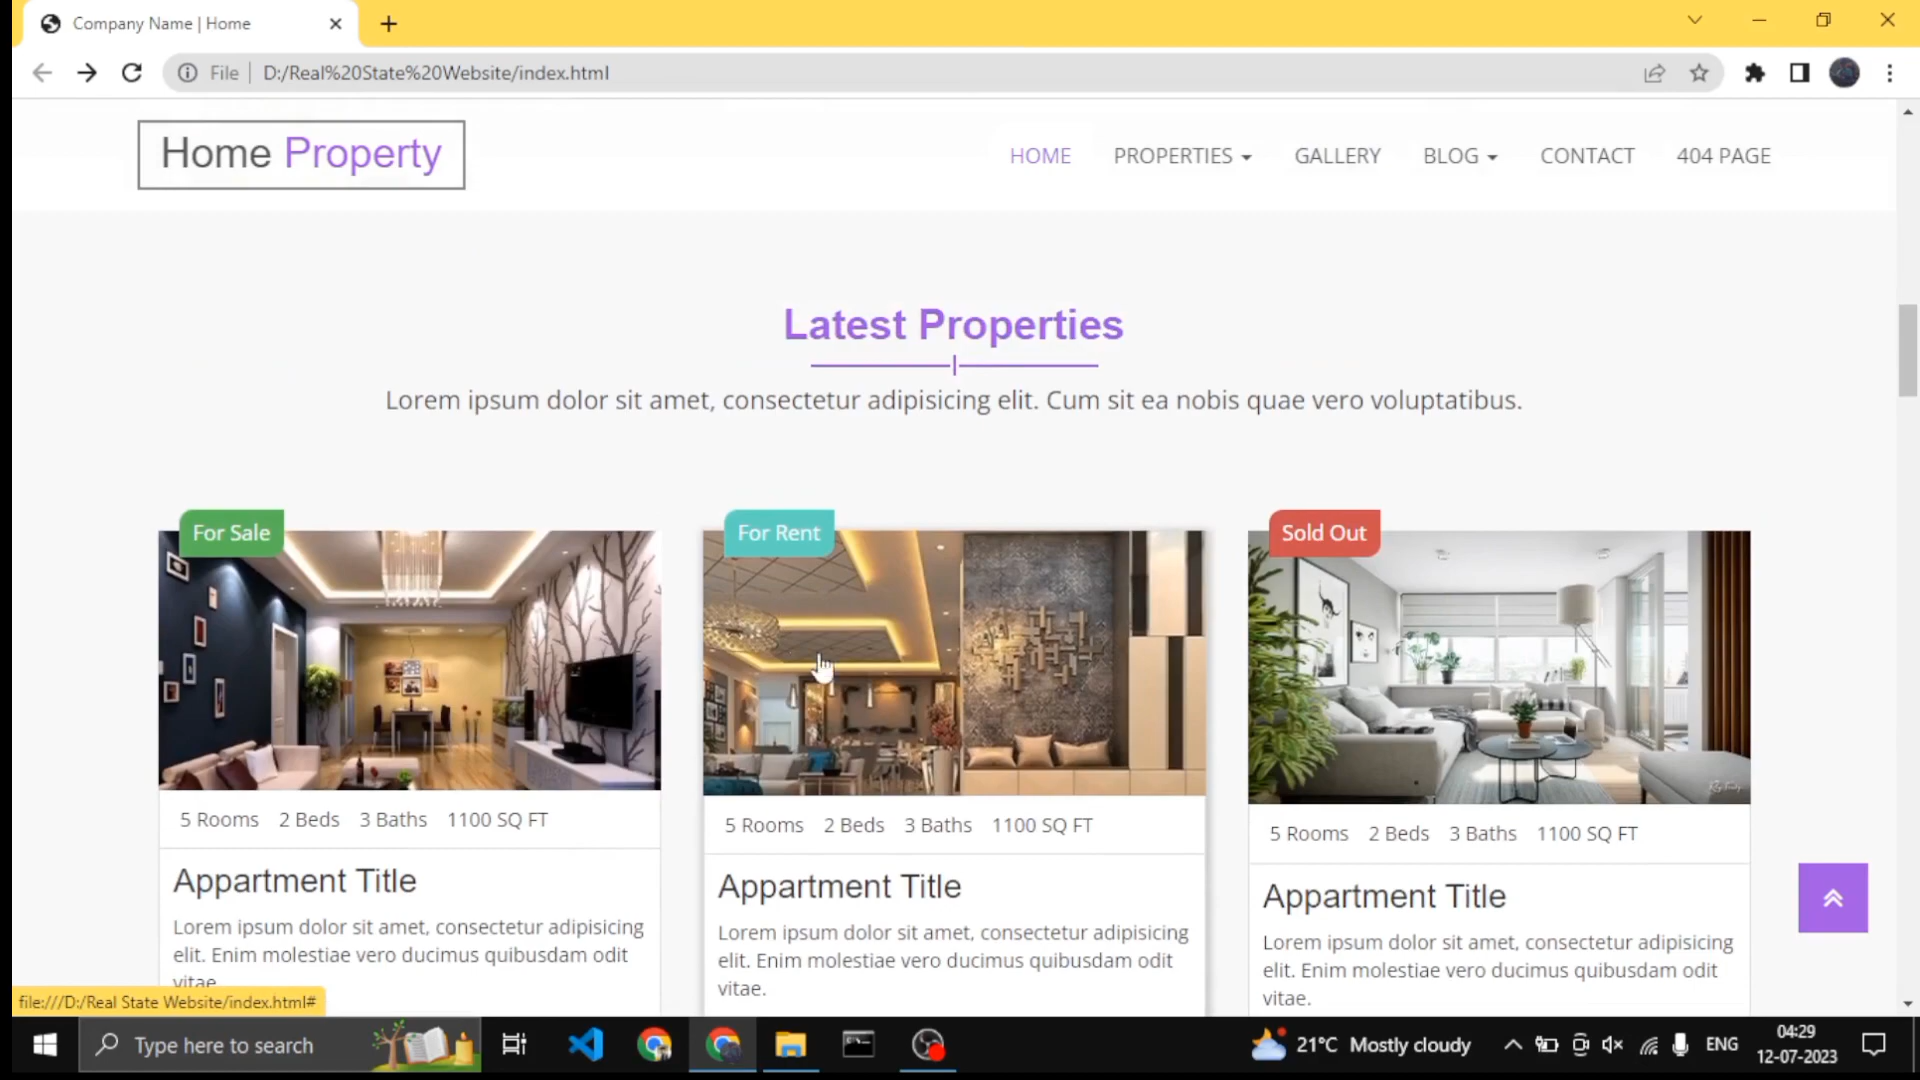 Company Name | Home
File D:/Real%20State%20Website/index.html
Home Property
HOME PROPERTIES GALLERY BLOG CONTACT 404 PAGE
Latest Properties
Lorem ipsum dolor sit amet, consectetur adipisicing elit. Cum sit ea nobis quae vero voluptatibus.
For Sale
5 Rooms 2 Beds 3 Baths 1100 SQ FT
Appartment Title
Lorem ipsum dolor sit amet, consectetur adipisicing
elit. Enim molestiae vero ducimus quibusdam odit
vitae.
For Rent
5 Rooms 2 Beds 3 Baths 1100 SQ FT
Appartment Title
Lorem ipsum dolor sit amet, consectetur adipisicing
elit. Enim molestiae vero ducimus quibusdam odit
vitae.
Sold Out
5 Rooms 2 Beds 3 Baths 1100 SQ FT
Appartment Title
Lorem ipsum dolor sit amet, consectetur adipisicing
elit. Enim molestiae vero ducimus quibusdam odit
vitae.
file:///D:/Real State Website/index.html#
Type here to search
21°C Mostly cloudy
ENG
04:29
12-07-2023